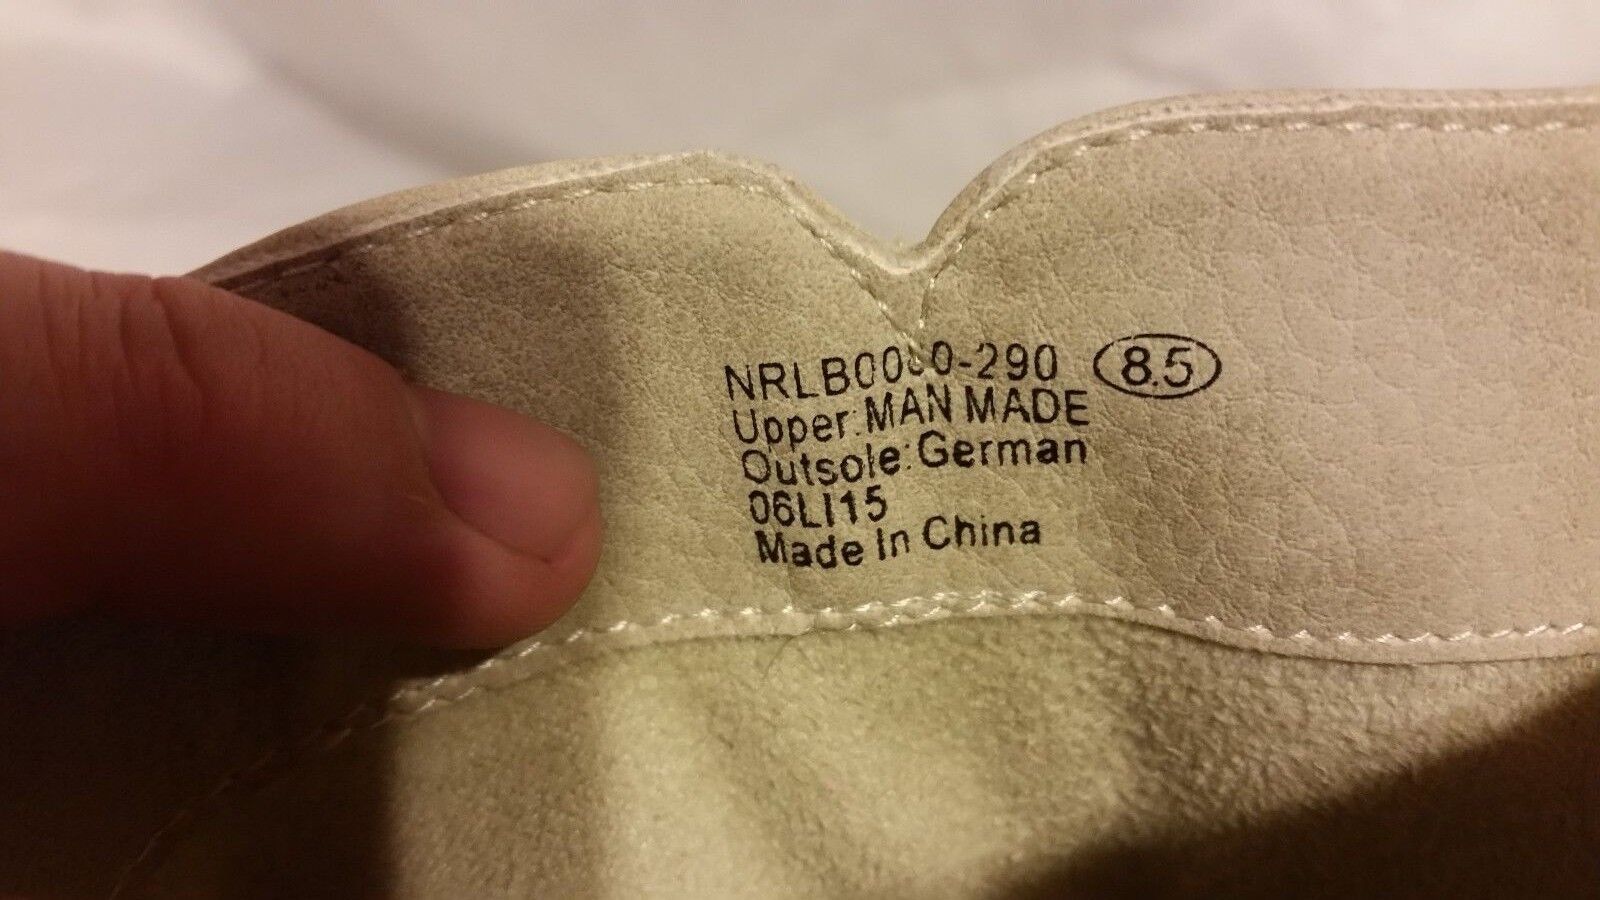 8.5
Upper:MAN MADE
Outsole:German
06LI15
Made In China